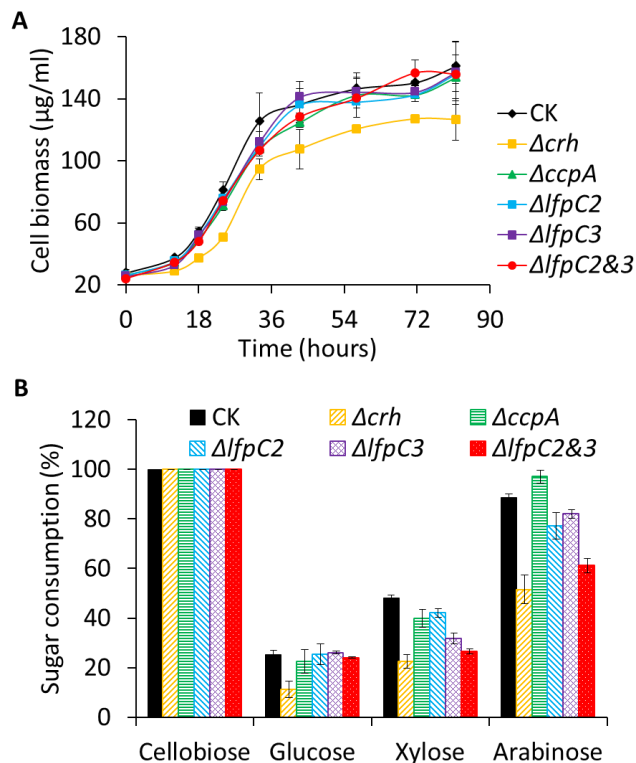 A
Cell biomass (µg/ml)
180
140
100
60
20
0 18 36 54 72 90
Time (hours)
CK
Δcrh
ΔccpA
ΔlfpC2
ΔlfpC3
ΔlfpC2&3
B
Sugar consumption (%)
CK Δcrh ΔccpA
ΔlfpC2 ΔlfpC3 ΔlfpC2&3
120
100
80
60
40
20
0
Cellobiose Glucose Xylose Arabinose